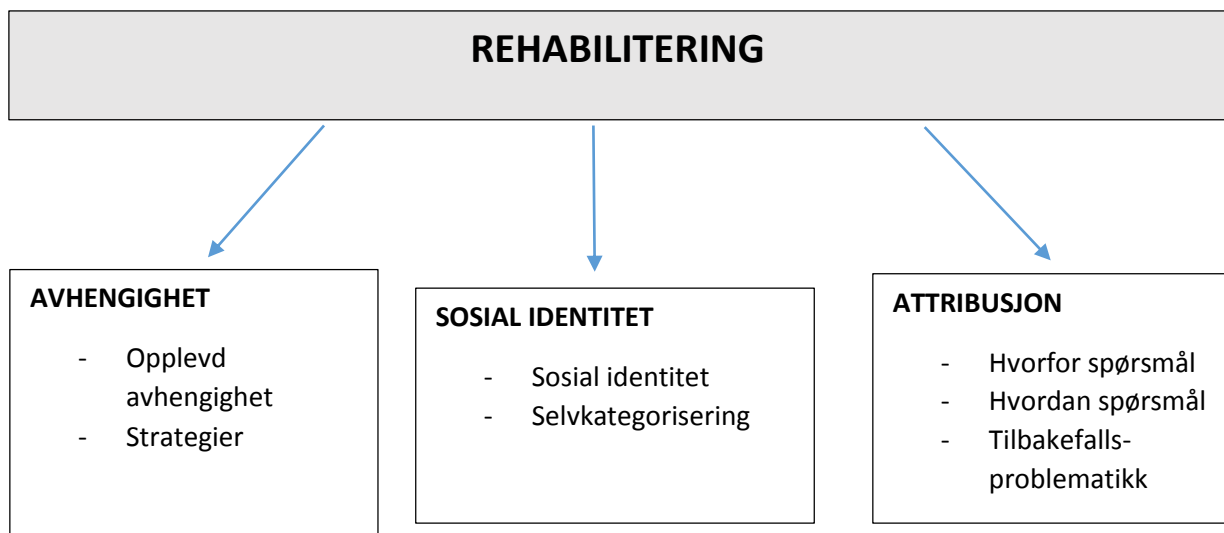 REHABILITERING
AVHENGIGHET
- Opplevd
avhengighet
- Strategier
SOSIAL IDENTITET
- Sosial identitet
- Selvkategorisering
ATTRIBUSJON
- Hvorfor spørsmål
- Hvordan spørsmål
- Tilbakefalls-
problematikk